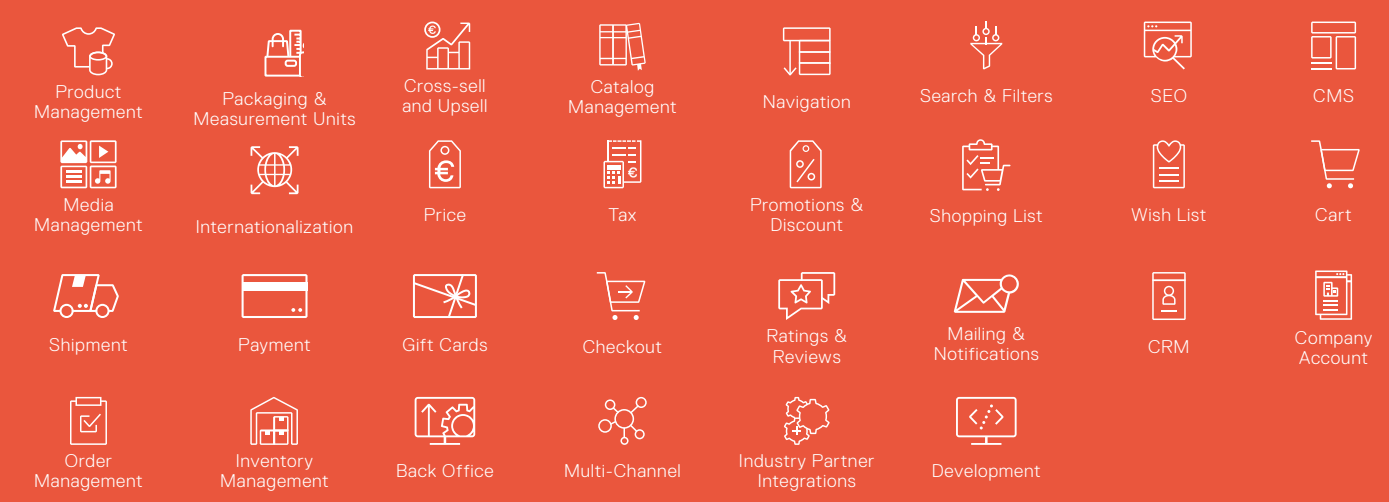 Product
Management
Packaging &
Measurement Units
Cross-sell
and Upsell
Catalog
Management
Navigation
Search & Filters
SEO
CMS
Media
Management
Internationalization
€
Price
€
Tax
%
Promotions &
Discount
Shopping List
Wish List
Cart
Shipment
Payment
Gift Cards
Checkout
Ratings &
Reviews
Mailing &
Notifications
CRM
Company
Account
Order
Management
Inventory
Management
Back Office
Multi-Channel
Industry Partner
Integrations
Development